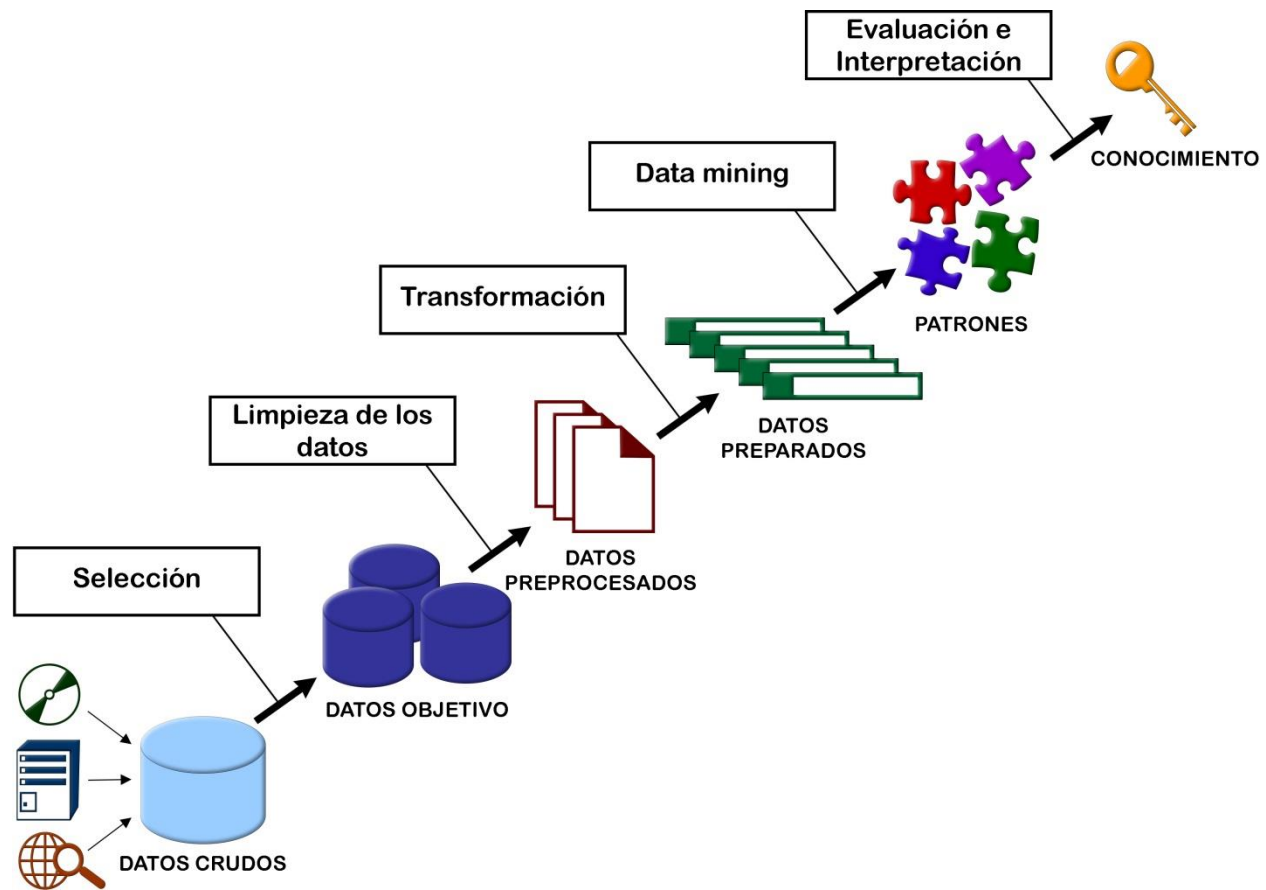 Evaluación e
Interpretación
CONOCIMIENTO
Data mining
PATRONES
Transformación
DATOS
PREPARADOS
Limpieza de los
datos
DATOS
PREPROCESADOS
Selección
DATOS OBJETIVO
DATOS CRUDOS